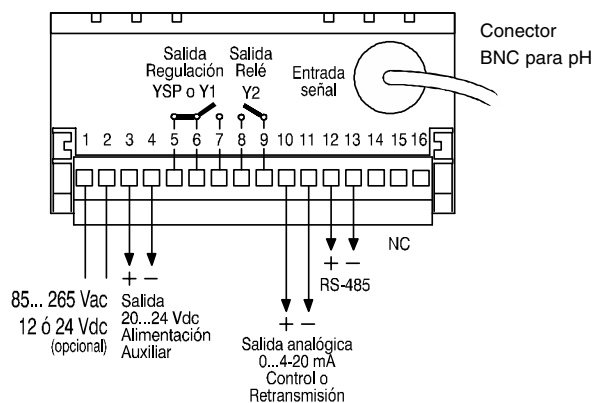 Conector
BNC para pH
Salida
Regulación
YSP o Y1
Salida
Relé
Y2
Entrada
señal
1 2 3 4 5 6 7 8 9 10 11 12 13 14 15 16
NC
+ −
RS-485
85... 265 Vac
12 ó 24 Vdc
(opcional)
+ −
Salida
20...24 Vdc
Alimentación
Auxiliar
+ −
Salida analógica
0...4-20 mA
Control o
Retransmisión